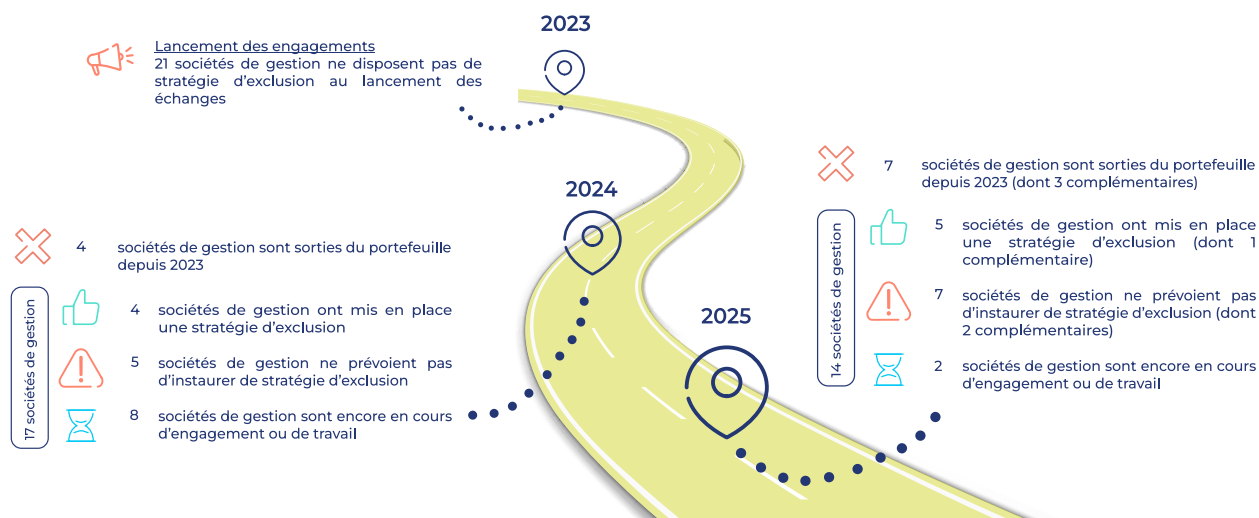 2023
Lancement des engagements
21 sociétés de gestion ne disposent pas de
stratégie d'exclusion au lancement des
échanges
2024
4 sociétés de gestion sont sorties du portefeuille
depuis 2023
17 sociétés de gestion
4 sociétés de gestion ont mis en place
une stratégie d'exclusion
5 sociétés de gestion ne prévoient pas
d'instaurer de stratégie d'exclusion
8 sociétés de gestion sont encore en cours
d'engagement ou de travail
2025
7 sociétés de gestion sont sorties du portefeuille
depuis 2023 (dont 3 complémentaires)
14 sociétés de gestion
5 sociétés de gestion ont mis en place
une stratégie d'exclusion (dont 1
complémentaire)
7 sociétés de gestion ne prévoient pas
d'instaurer de stratégie d'exclusion (dont
2 complémentaires)
2 sociétés de gestion sont encore en cours
d'engagement ou de travail